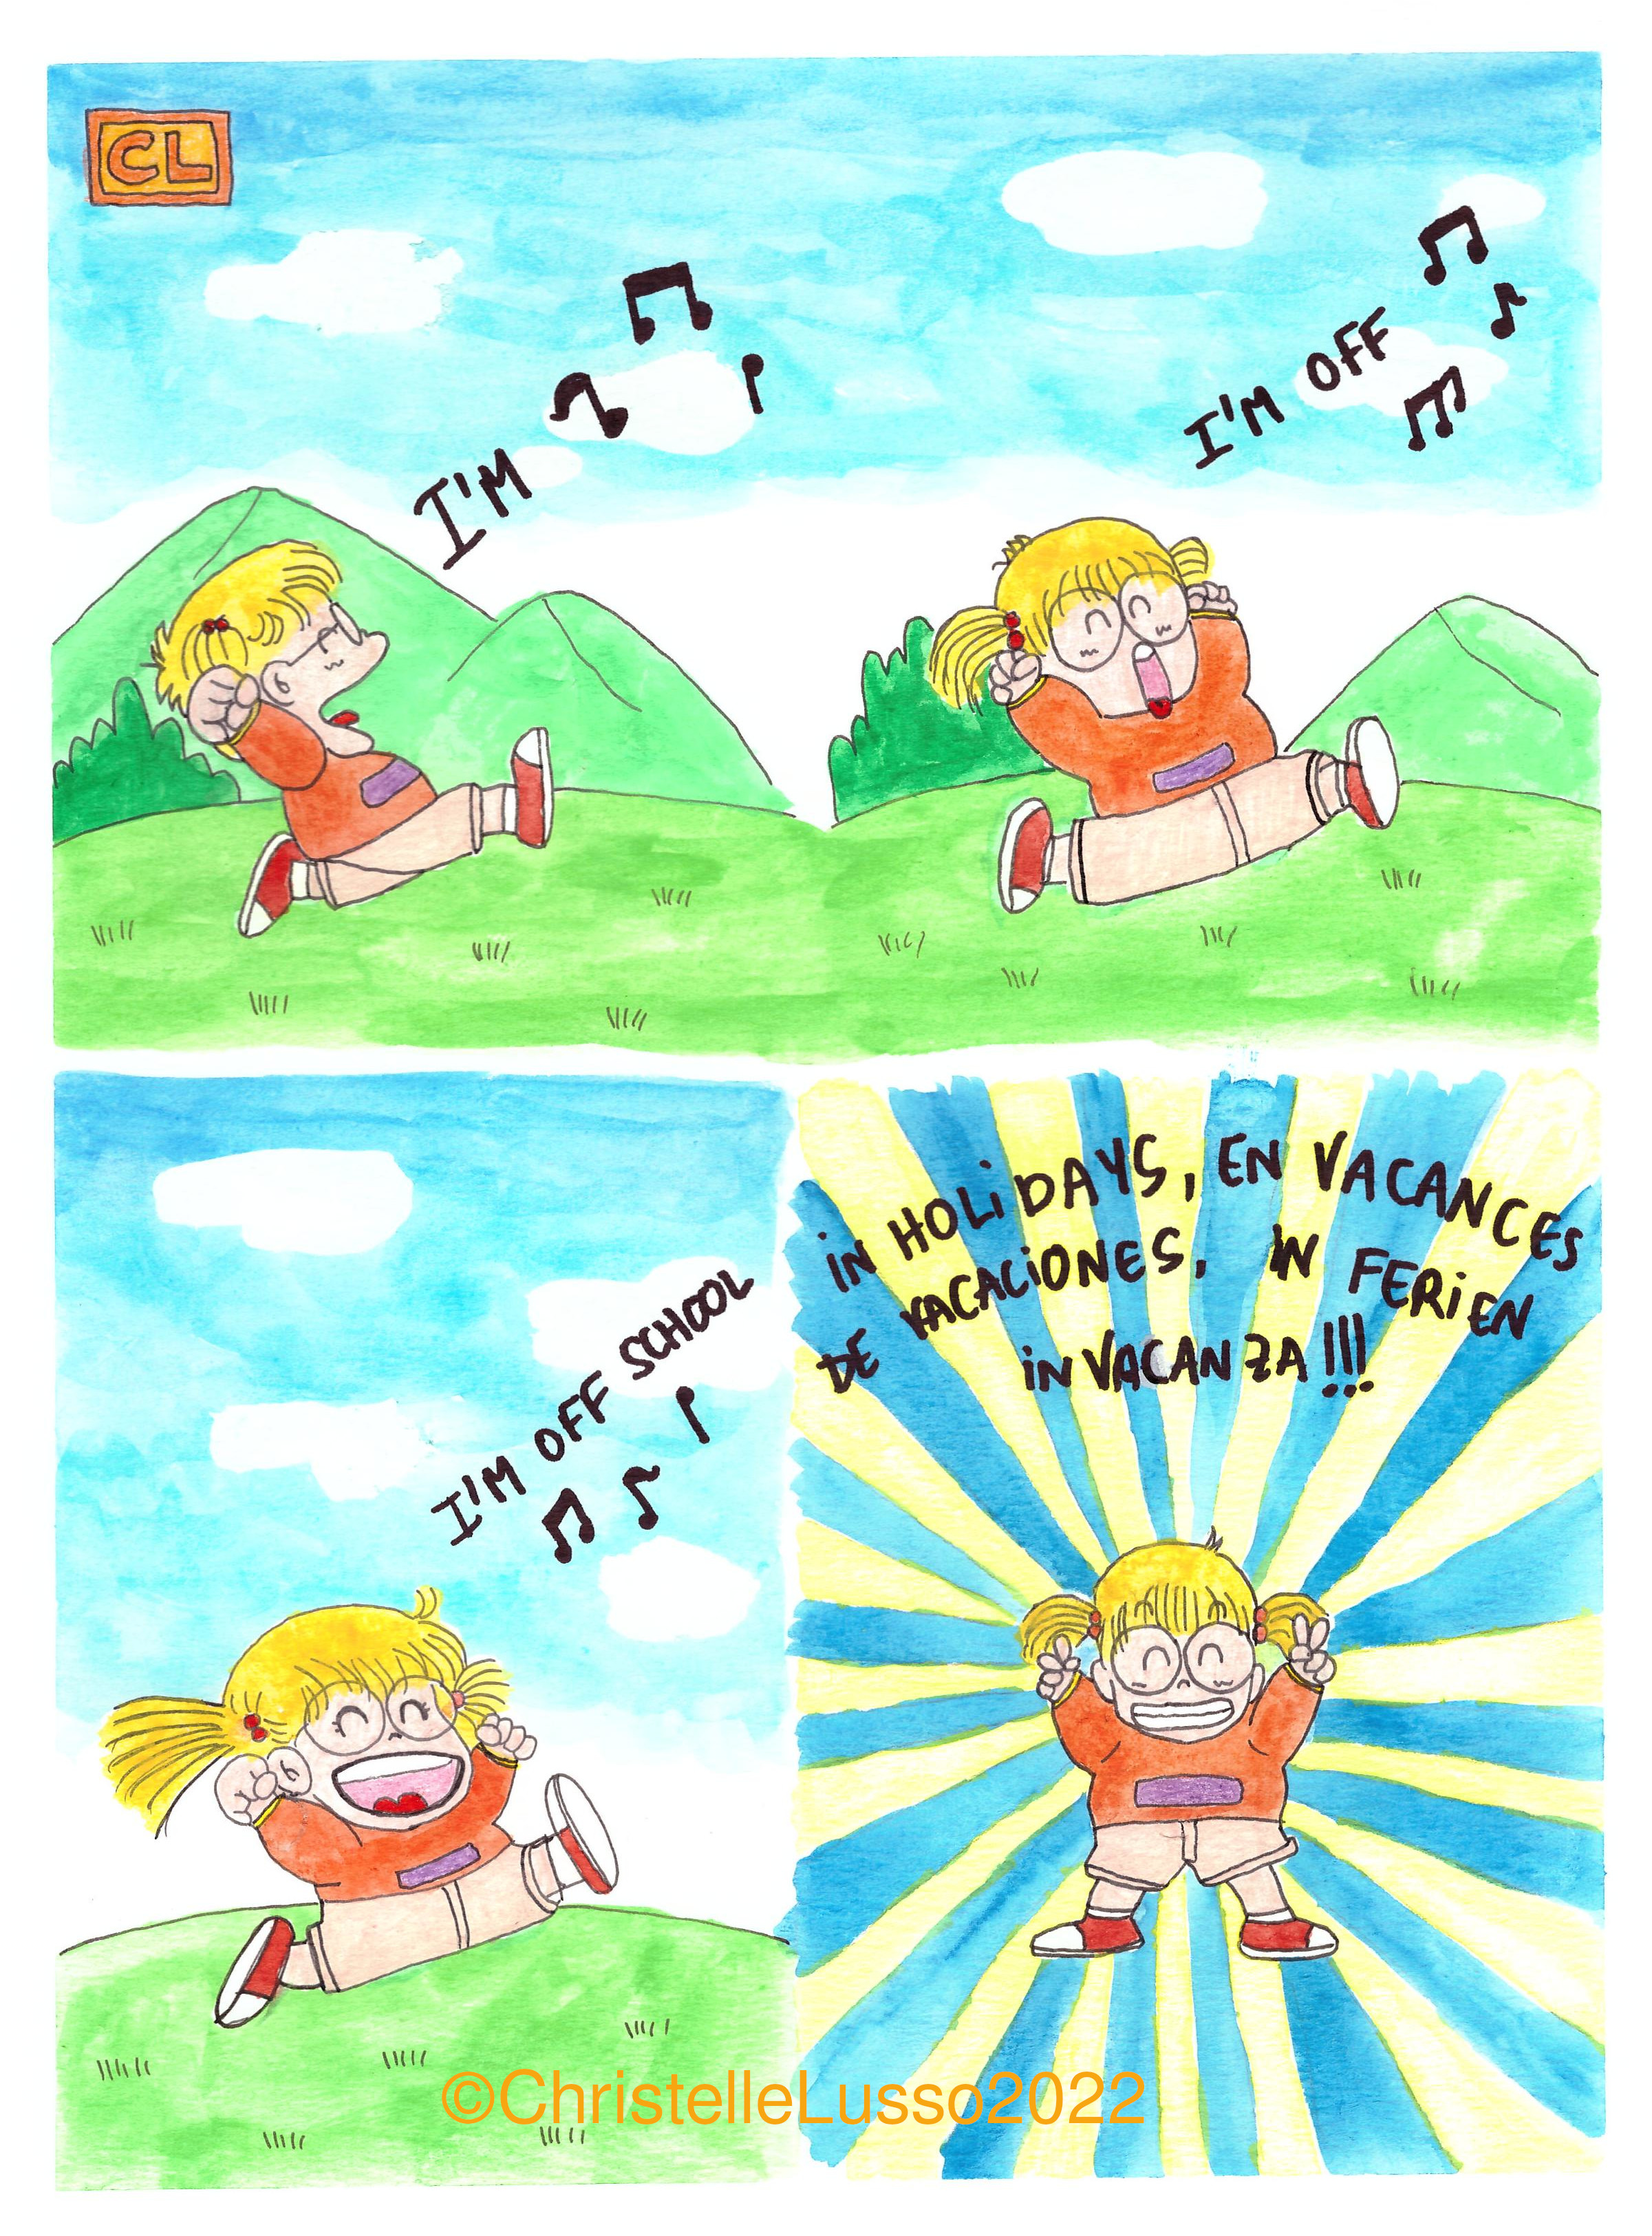 CL
I'M
I'M OFF
I'M OFF SCHOOL
iN HOLiDAYS, EN VACANCES
DE VACACiONES, IN FERiEN
iN VACANZA!!!
©ChristelleLusso2022